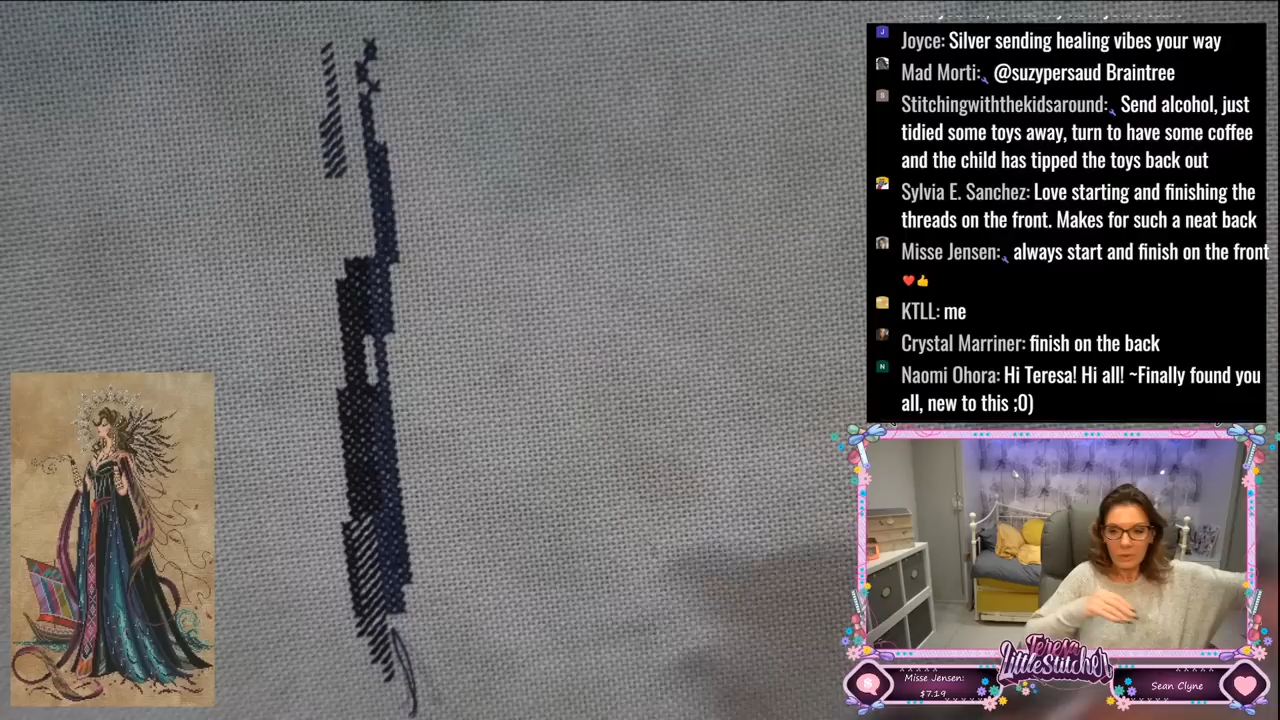 Joyce: Silver sending healing vibes your way
Mad Morti: @suzypersaud Braintree
Stitchingwiththekidsaround: Send alcohol, just
tidied some toys away, turn to have some coffee
and the child has tipped the toys back out
Sylvia E. Sanchez: Love starting and finishing the
threads on the front. Makes for such a neat back
Misse Jensen: always start and finish on the front
❤️👍
KTLL: me
Crystal Marriner: finish on the back
Naomi Ohora: Hi Teresa! Hi all! ~Finally found you
all, new to this ;O)
Teresa
LittleStitcher
Misse Jensen:
$7.19
Sean Clyne